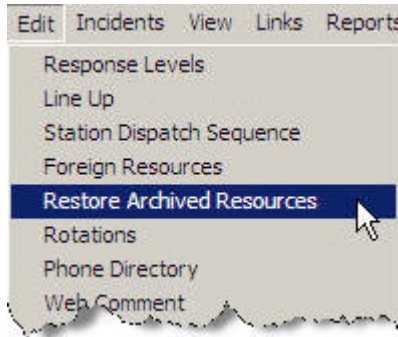 Edit Incidents View Links Reports
Response Levels
Line Up
Station Dispatch Sequence
Foreign Resources
Restore Archived Resources
Rotations
Phone Directory
Web Comment